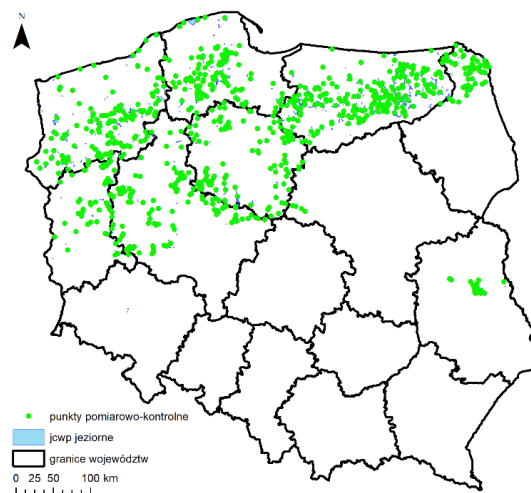 N
punkty pomiarowo-kontrolne
jcwp jeziorne
granice województw
0 25 50 100 km